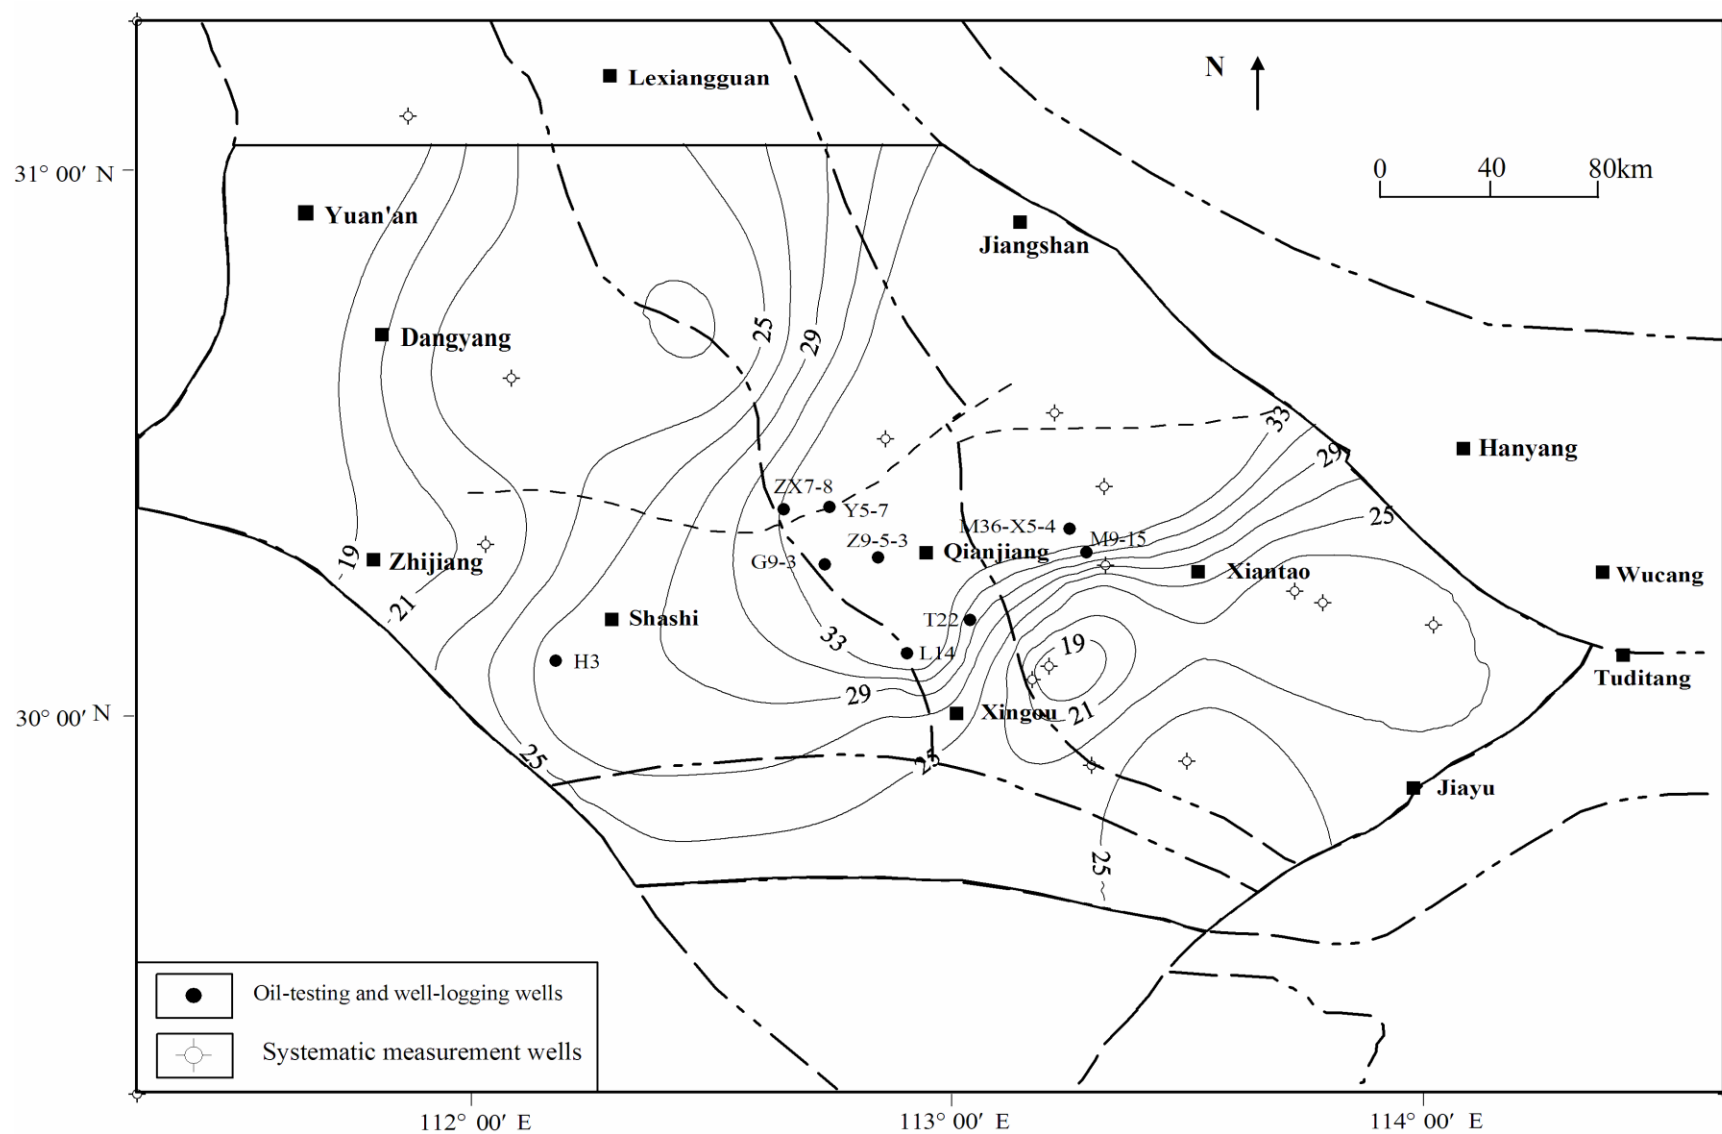 Lexiangguan
N
31° 00′ N
0 40 80km
Yuan'an
Jiangshan
25
29
Dangyang
33
29
Hanyang
ZX7-8
Y5-7
25
M36-X5-4
M9-15
Z9-5-3
Qianjiang
19
Zhijiang
G9-3
Xiantao
Wucang
21
Shashi
T22
33
19
H3
L14
Tuditang
29
30° 00′ N
Xingou
21
25
25
Jiayu
25
Oil-testing and well-logging wells
Systematic measurement wells
112° 00′ E
113° 00′ E
114° 00′ E